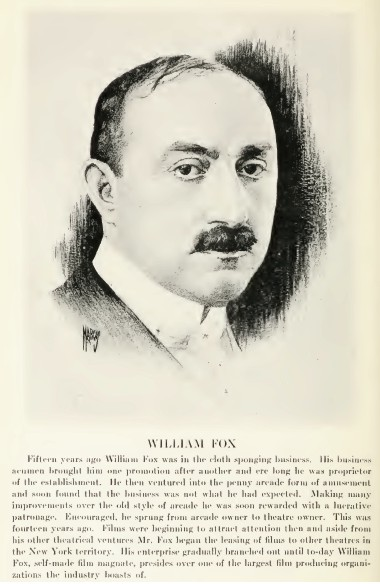 MARCUS
WILLIAM FOX
Fifteen years ago William Fox was in the cloth sponging business. His business
acumen brought him one promotion after another and ere long he was proprietor
of the establishment. He then ventured into the penny arcade form of amusement
and soon found that the business was not what he had expected. Making many
improvements over the old style of arcade he was soon rewarded with a lucrative
patronage. Encouraged, he sprung from arcade owner to theatre owner. This was
fourteen years ago. Films were beginning to attract attention then and aside from
his other theatrical ventures Mr. Fox began the leasing of films to other theatres in
the New York territory. His enterprise gradually branched out until to-day William
Fox, self-made film magnate, presides over one of the largest film producing organi-
zations the industry boasts of.